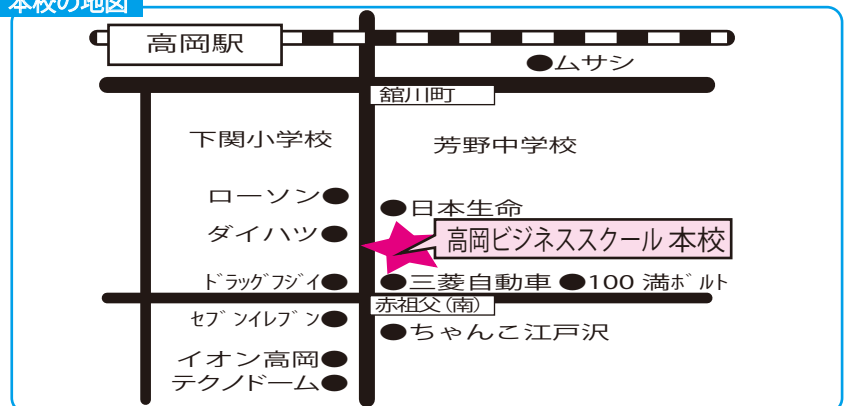 本校の地図
高岡駅
●ムサシ
舘川町
下関小学校
芳野中学校
ローソン●
●日本生命
ダイハツ●
高岡ビジネススクール 本校
ドラッグフジイ●
●三菱自動車 ●100 満ボルト
赤祖父(南)
セブンイレブン●
●ちゃんこ江戸沢
イオン高岡●
テクノドーム●